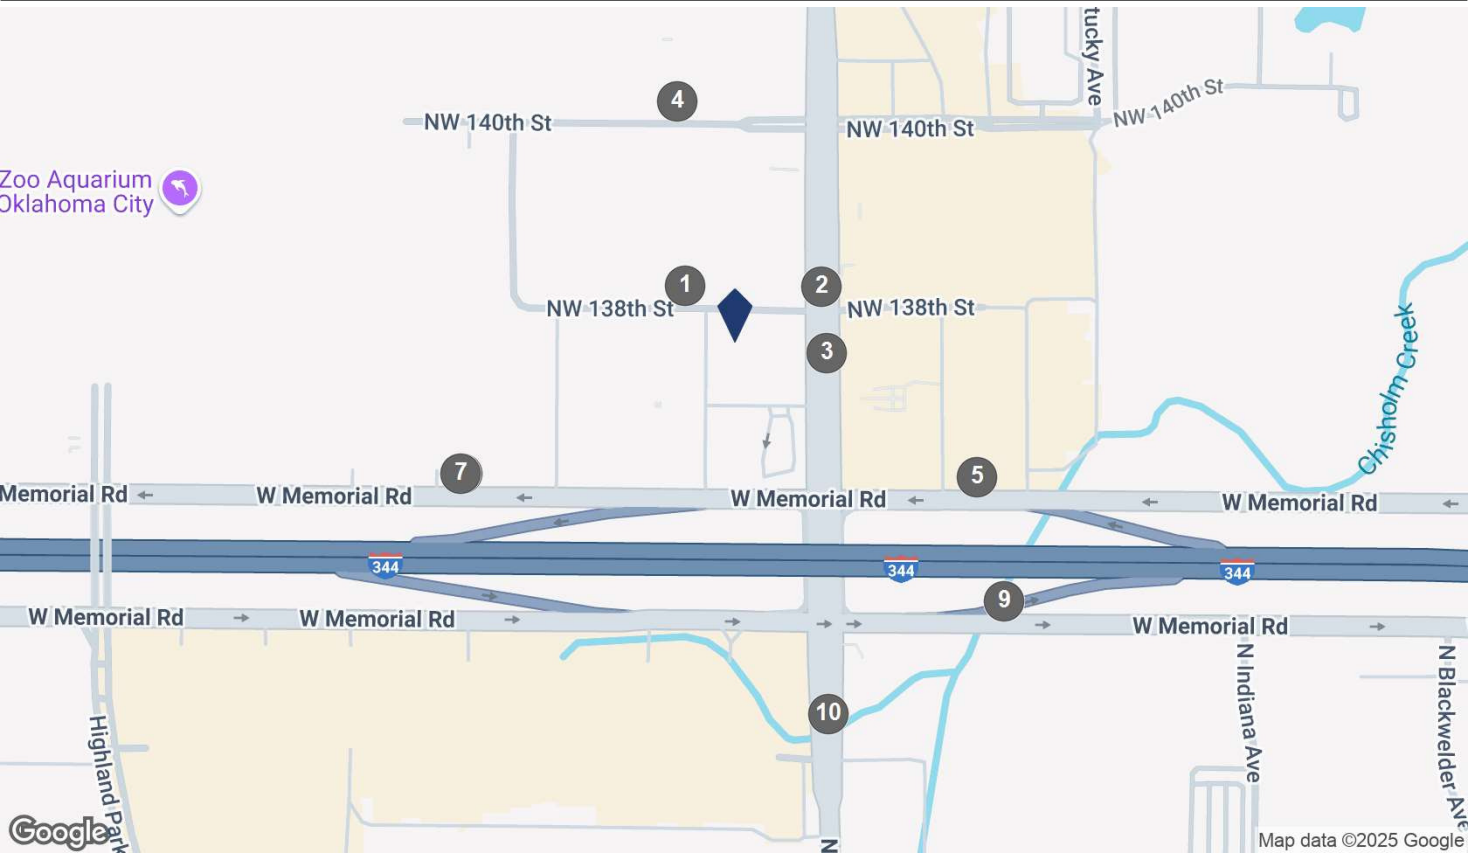 tucky Ave
NW 140th St
4
NW 140th St
NW 140th St
Zoo Aquarium
Oklahoma City
1
2
NW 138th St
NW 138th St
3
Chisholm Creek
7
5
Memorial Rd
W Memorial Rd
W Memorial Rd
W Memorial Rd
344
344
344
9
W Memorial Rd
W Memorial Rd
W Memorial Rd
N Indiana Ave
N Blackwelder Ave
10
Highland Park
N
Google
Map data ©2025 Google